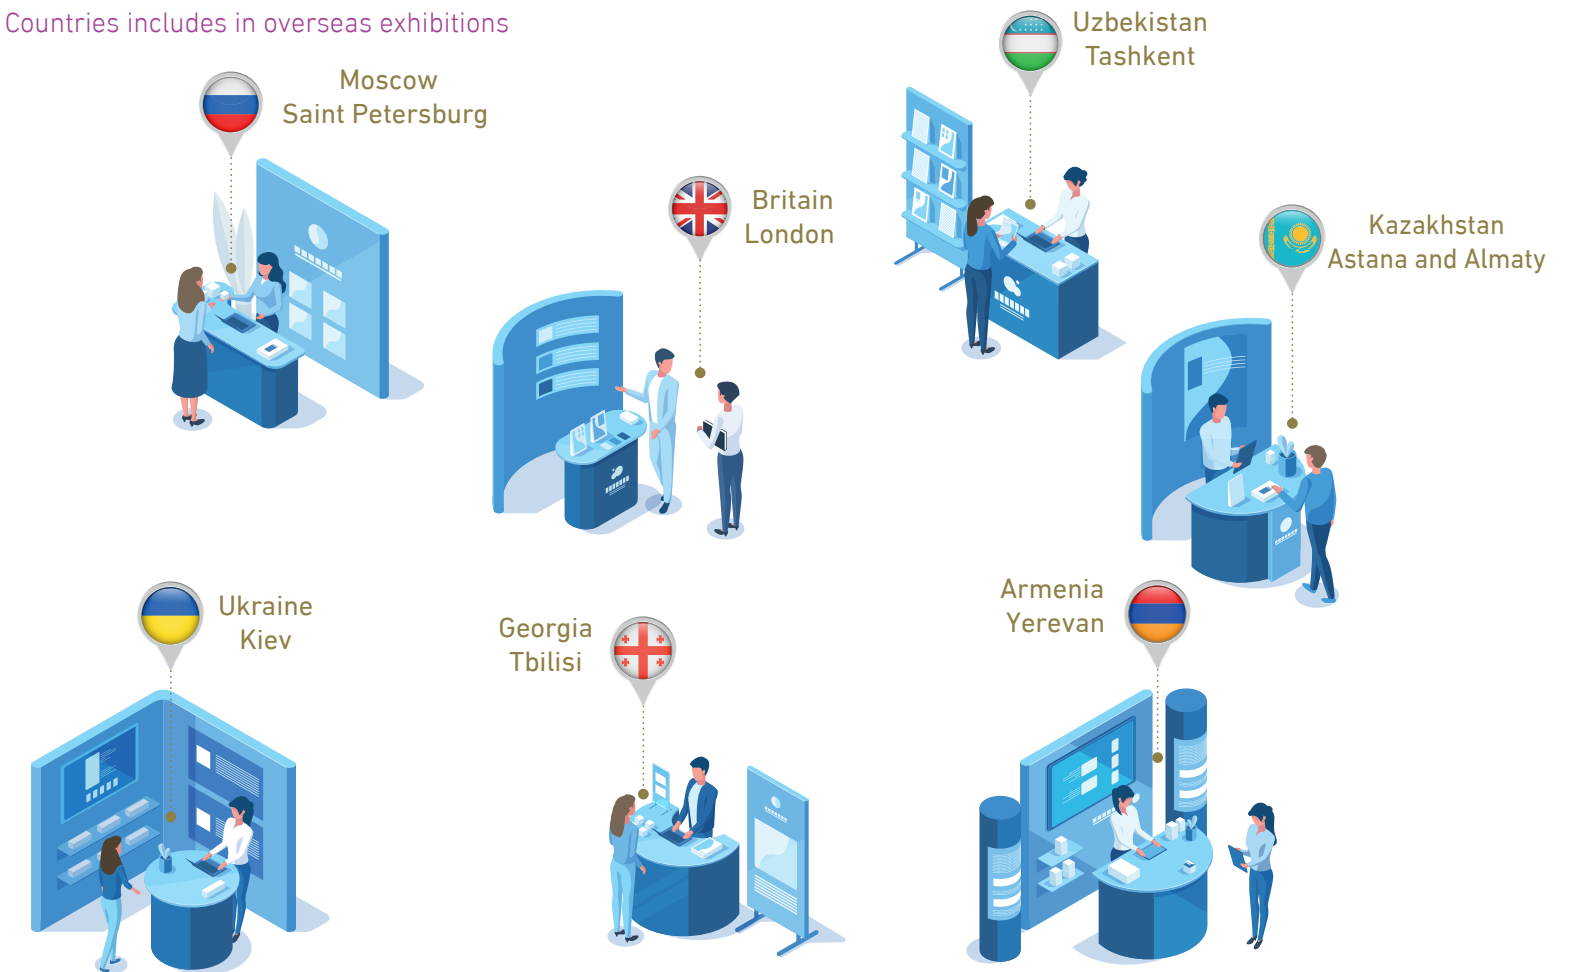 Countries includes in overseas exhibitions
Moscow
Saint Petersburg
Britain
London
Uzbekistan
Tashkent
Kazakhstan
Astana and Almaty
Ukraine
Kiev
Georgia
Tbilisi
Armenia
Yerevan